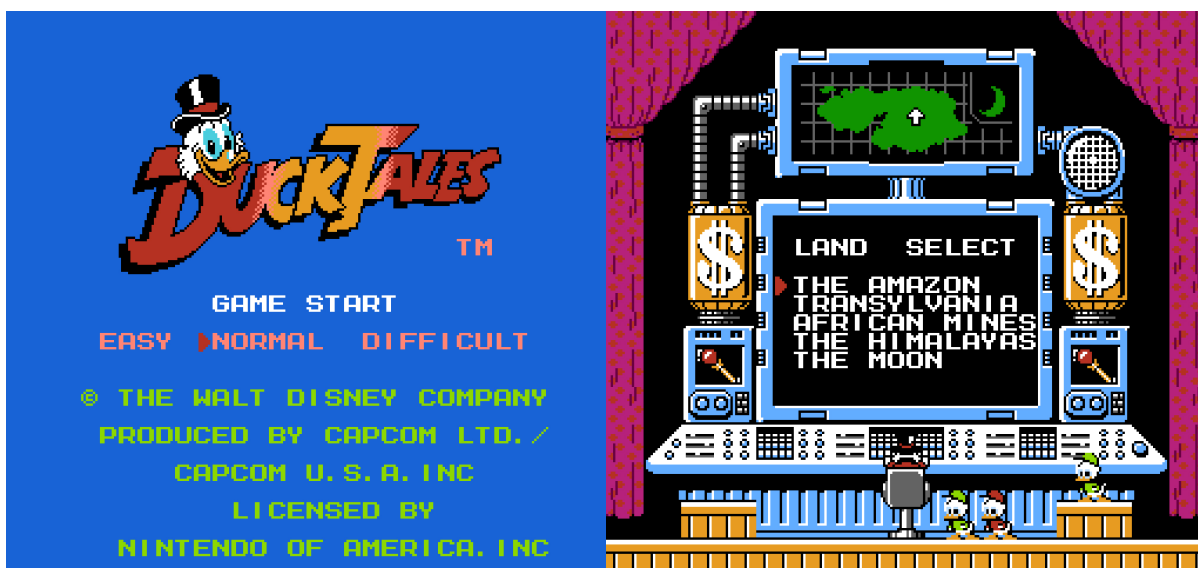 DUCKTALES
TM
GAME START
EASY NORMAL DIFFICULT
© THE WALT DISNEY COMPANY
PRODUCED BY CAPCOM LTD./
CAPCOM U.S.A.INC
LICENSED BY
NINTENDO OF AMERICA.INC
$ $
LAND SELECT
THE AMAZON
TRANSYLVANIA
AFRICAN MINES
THE HIMALAYAS
THE MOON